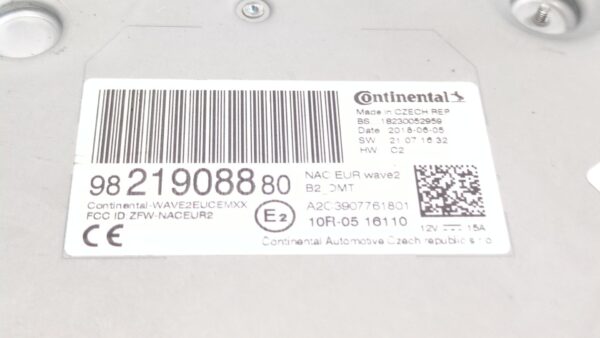 Continental
Made in CZECH REP
BS 18230052959
Date 2018-06-05
SW 21 07 16 32
HW C2
98 219088 80
NAC EUR wave2
B2_DMT
Continental-WAVE2EUCEMXX
FCC ID: ZFW-NACEUR2
E2
A2C 3907761801
10R-05 16110
12V 15A
CE
Continental Automotive Czech republic s.r.o